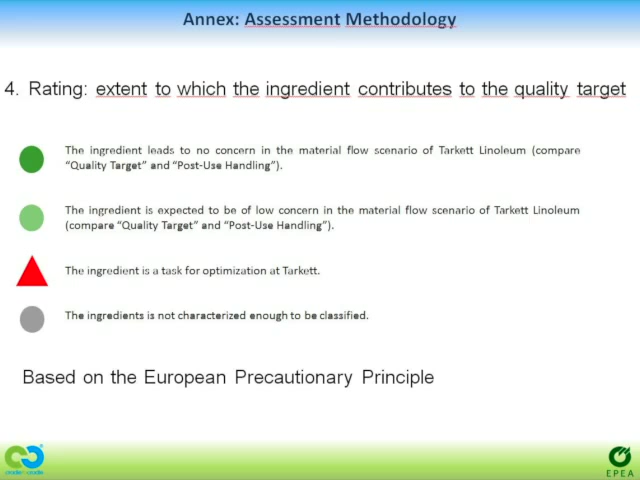 Annex: Assessment Methodology
4. Rating: extent to which the ingredient contributes to the quality target
The ingredient leads to no concern in the material flow scenario of Tarkett Linoleum (compare
“Quality Target” and “Post-Use Handling”).
The ingredient is expected to be of low concern in the material flow scenario of Tarkett Linoleum
(compare “Quality Target” and “Post-Use Handling”).
The ingredient is a task for optimization at Tarkett.
The ingredients is not characterized enough to be classified.
Based on the European Precautionary Principle
cradle to cradle
EPEA